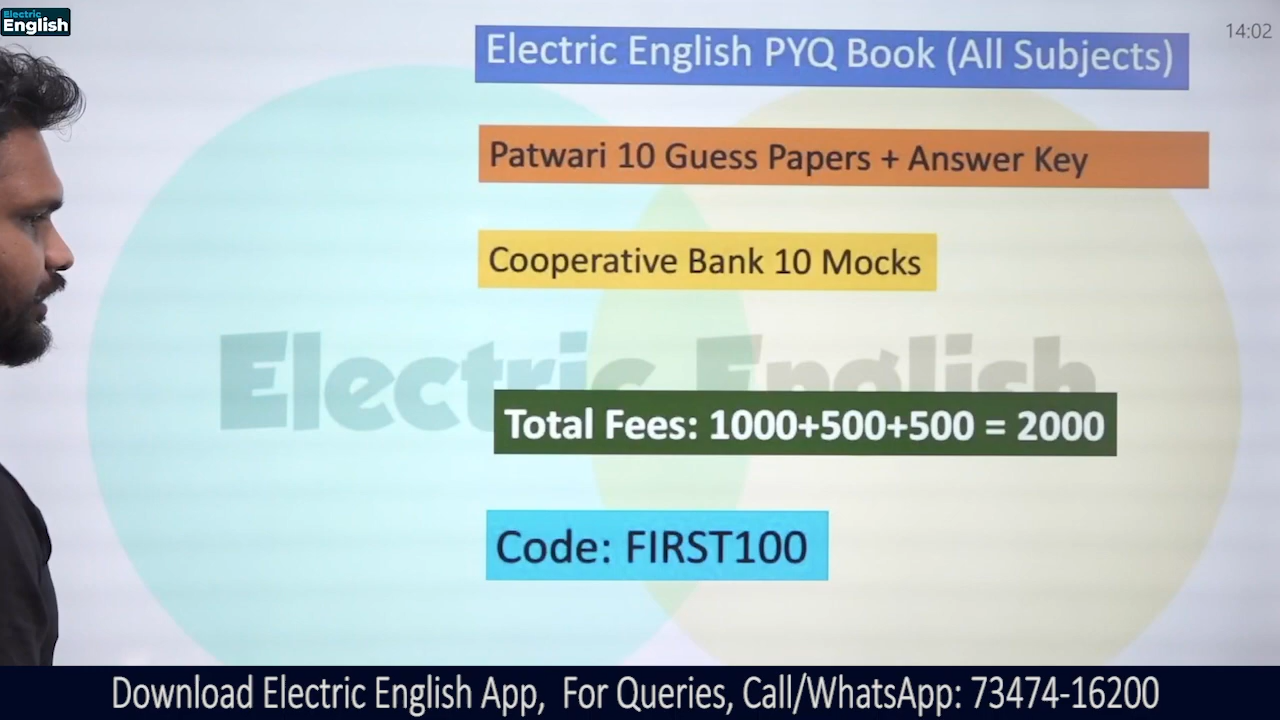 Electric
English
14:02
Electric English PYQ Book (All Subjects)
Patwari 10 Guess Papers + Answer Key
Cooperative Bank 10 Mocks
Electric English
Total Fees: 1000+500+500 = 2000
Code: FIRST100
Download Electric English App, For Queries, Call/WhatsApp: 73474-16200